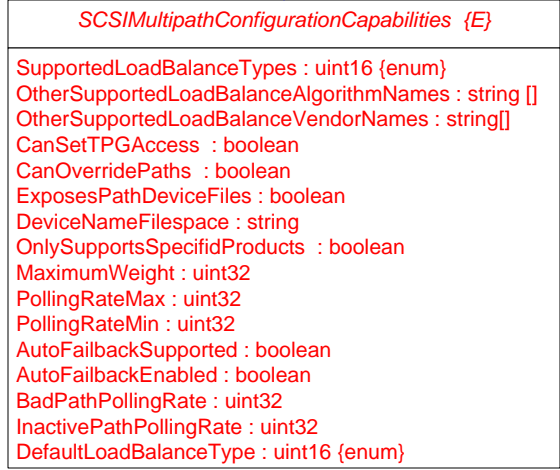 SCSIMultipathConfigurationCapabilities {E}
SupportedLoadBalanceTypes : uint16 {enum}
OtherSupportedLoadBalanceAlgorithmNames : string []
OtherSupportedLoadBalanceVendorNames : string[]
CanSetTPGAccess : boolean
CanOverridePaths : boolean
ExposesPathDeviceFiles : boolean
DeviceNameFilespace : string
OnlySupportsSpecifidProducts : boolean
MaximumWeight : uint32
PollingRateMax : uint32
PollingRateMin : uint32
AutoFailbackSupported : boolean
AutoFailbackEnabled : boolean
BadPathPollingRate : uint32
InactivePathPollingRate : uint32
DefaultLoadBalanceType : uint16 {enum}